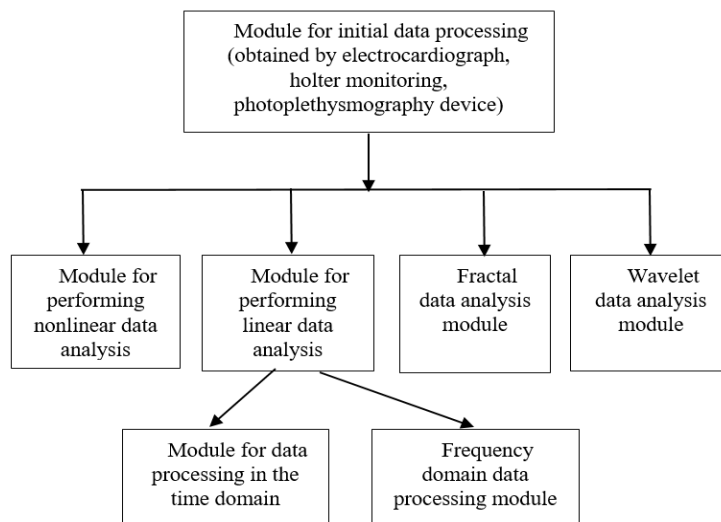 Module for initial data processing
(obtained by electrocardiograph,
holter monitoring,
photoplethysmography device)
Module for
performing
nonlinear data
analysis
Module for
performing
linear data
analysis
Fractal
data analysis
module
Wavelet
data analysis
module
Module for data
processing in the
time domain
Frequency
domain data
processing module